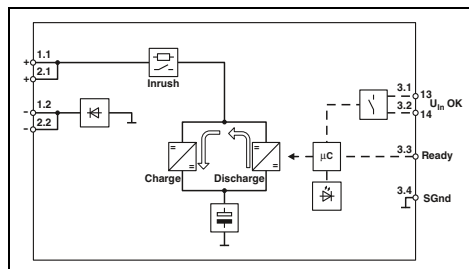 + 1.1
+ 2.1
- 1.2
- 2.2
Inrush
Charge
Discharge
μC
3.1 13
3.2 14
U_In OK
3.3 Ready
3.4 SGnd